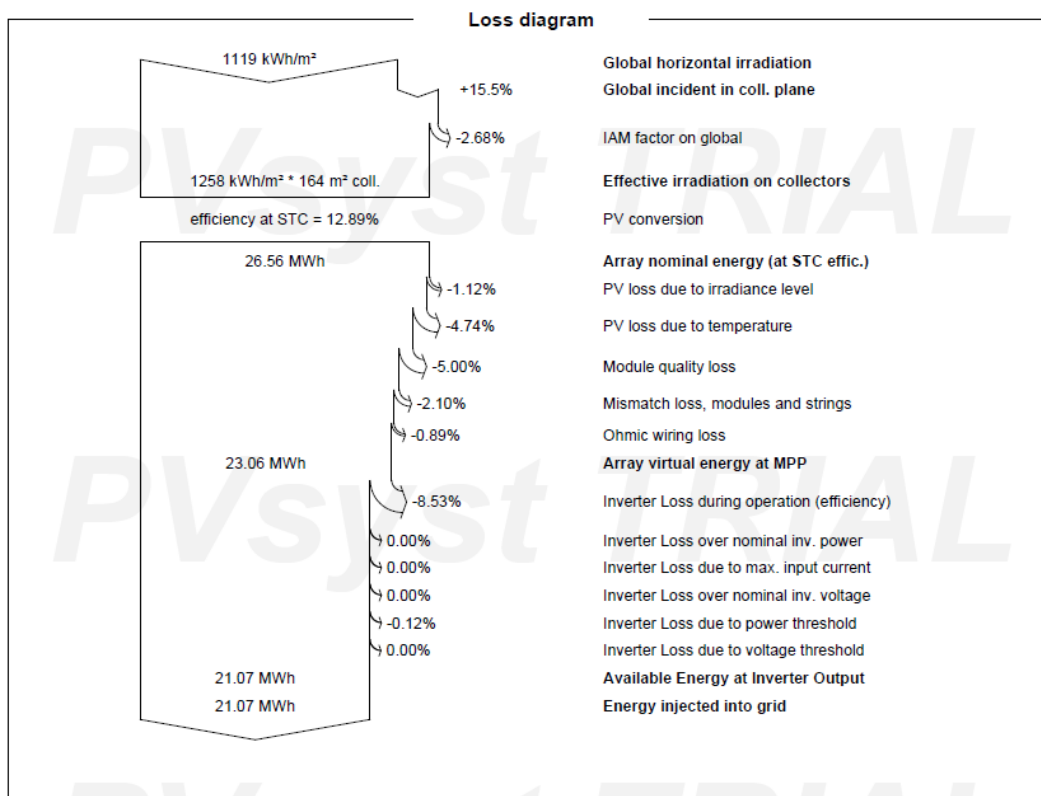 Loss diagram
1119 kWh/m² Global horizontal irradiation
+15.5% Global incident in coll. plane
-2.68% IAM factor on global
PVsyst TRIAL
1258 kWh/m² * 164 m² coll. Effective irradiation on collectors
efficiency at STC = 12.89% PV conversion
26.56 MWh Array nominal energy (at STC effic.)
-1.12% PV loss due to irradiance level
-4.74% PV loss due to temperature
-5.00% Module quality loss
-2.10% Mismatch loss, modules and strings
-0.89% Ohmic wiring loss
23.06 MWh Array virtual energy at MPP
-8.53% Inverter Loss during operation (efficiency)
PVsyst TRIAL
0.00% Inverter Loss over nominal inv. power
0.00% Inverter Loss due to max. input current
0.00% Inverter Loss over nominal inv. voltage
-0.12% Inverter Loss due to power threshold
0.00% Inverter Loss due to voltage threshold
21.07 MWh Available Energy at Inverter Output
21.07 MWh Energy injected into grid